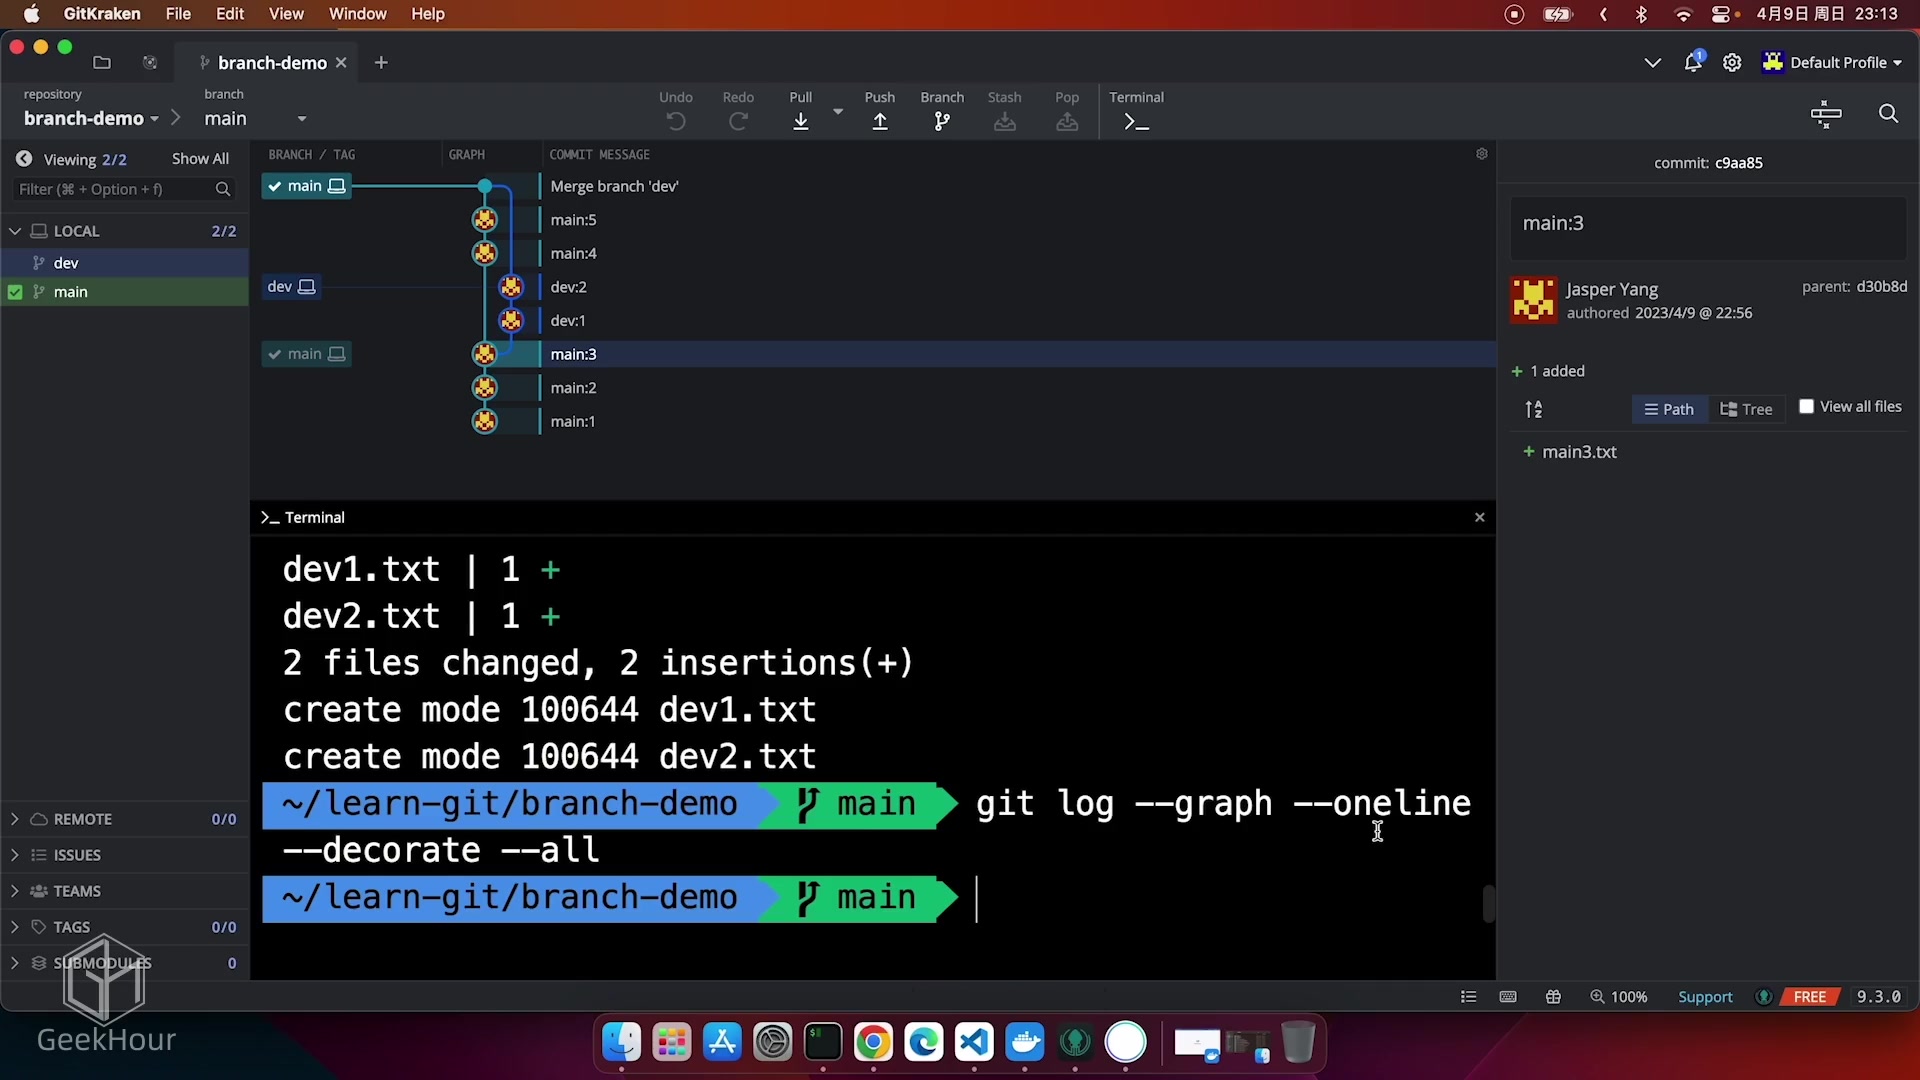 GitKraken File Edit View Window Help
4月9日 周日 23:13
branch-demo
1
Default Profile
repository
branch-demo
branch
main
Undo
Redo
Pull
Push
Branch
Stash
Pop
Terminal
Viewing 2/2
Show All
Filter (⌘ + Option + f)
LOCAL 2/2
dev
main
REMOTE 0/0
ISSUES
TEAMS
TAGS 0/0
SUBMODULES 0
BRANCH / TAG GRAPH COMMIT MESSAGE
main Merge branch 'dev'
main:5
main:4
dev dev:2
dev:1
main main:3
main:2
main:1
>_ Terminal
dev1.txt | 1 +
dev2.txt | 1 +
2 files changed, 2 insertions(+)
create mode 100644 dev1.txt
create mode 100644 dev2.txt
~/learn-git/branch-demo main git log --graph --oneline
--decorate --all
~/learn-git/branch-demo main
commit: c9aa85
main:3
Jasper Yang
parent: d30b8d
authored 2023/4/9 @ 22:56
+ 1 added
Path
Tree
View all files
+ main3.txt
100%
Support
FREE
9.3.0
GeekHour